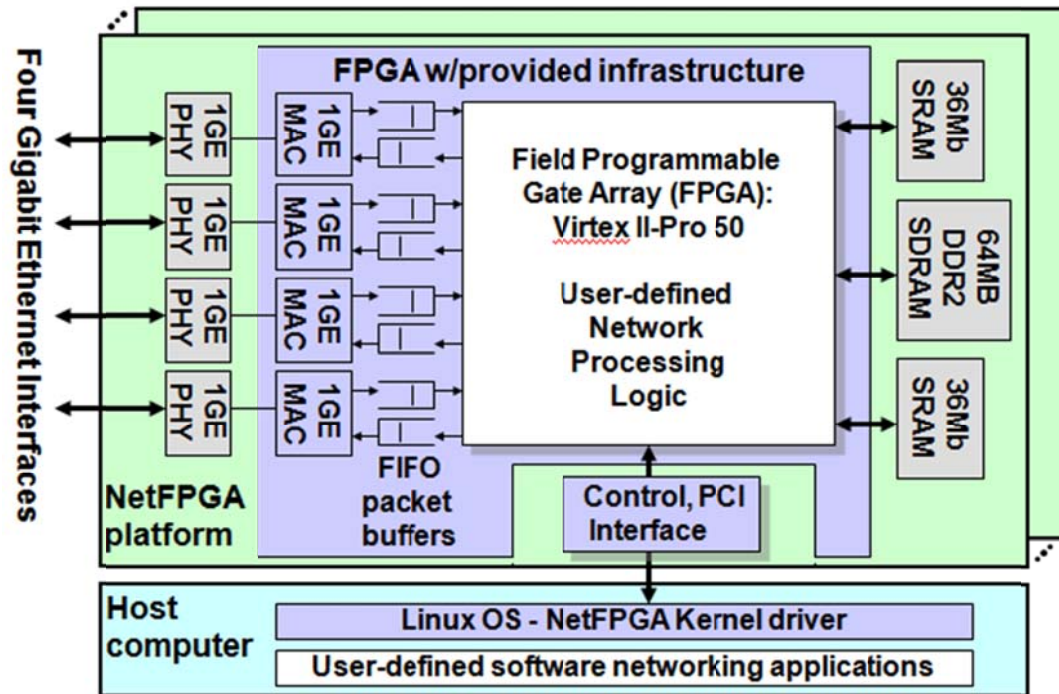 Four Gigabit Ethernet Interfaces
FPGA w/provided infrastructure
1GE
PHY
1GE
MAC
1GE
PHY
1GE
MAC
1GE
PHY
1GE
MAC
1GE
PHY
1GE
MAC
FIFO
packet
buffers
NetFPGA
platform
Field Programmable
Gate Array (FPGA):
Virtex II-Pro 50
User-defined
Network
Processing
Logic
36Mb
SRAM
64MB
DDR2
SDRAM
36Mb
SRAM
Control, PCI
Interface
Host
computer
Linux OS - NetFPGA Kernel driver
User-defined software networking applications